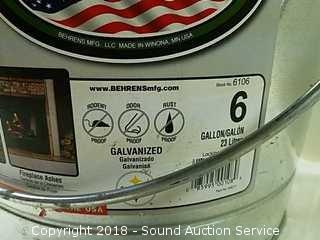 BEHRENS MFG., LLC MADE IN WINONA, MN USA
www.BEHRENSmfg.com
Stock No. 6106
6
RODENT
ODOR
RUST
PROOF
PROOF
PROOF
GALLON/GALÓN
23 Liter
GALVANIZED
Galvanizado
Galvanisé
Fireplace Ashes
USA
Copyright 2018 - Sound Auction Service